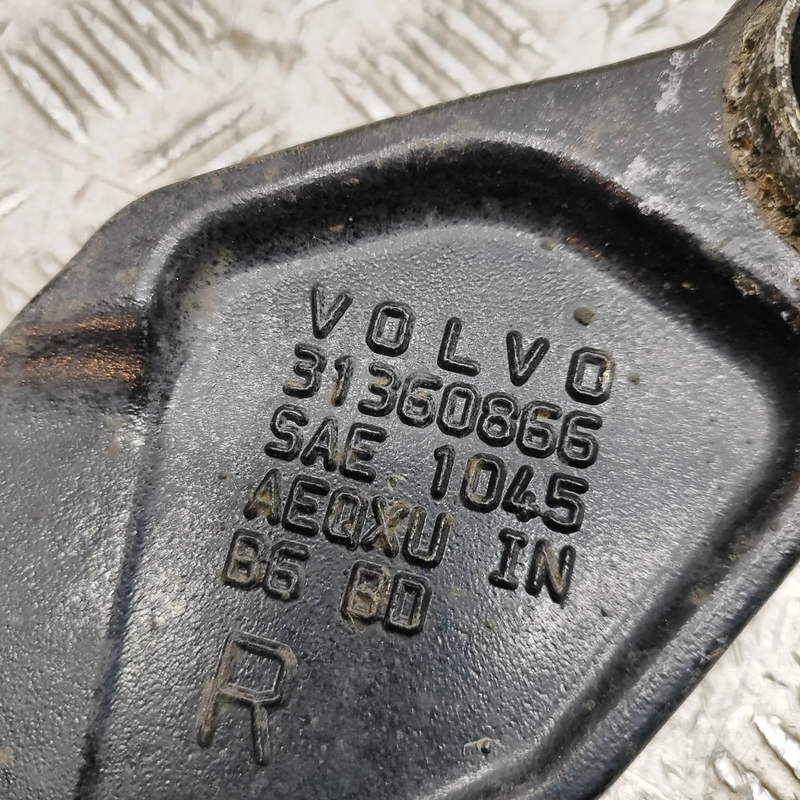 VOLVO
31360866
SAE 1045
AEQXU IN
B6 BD
R